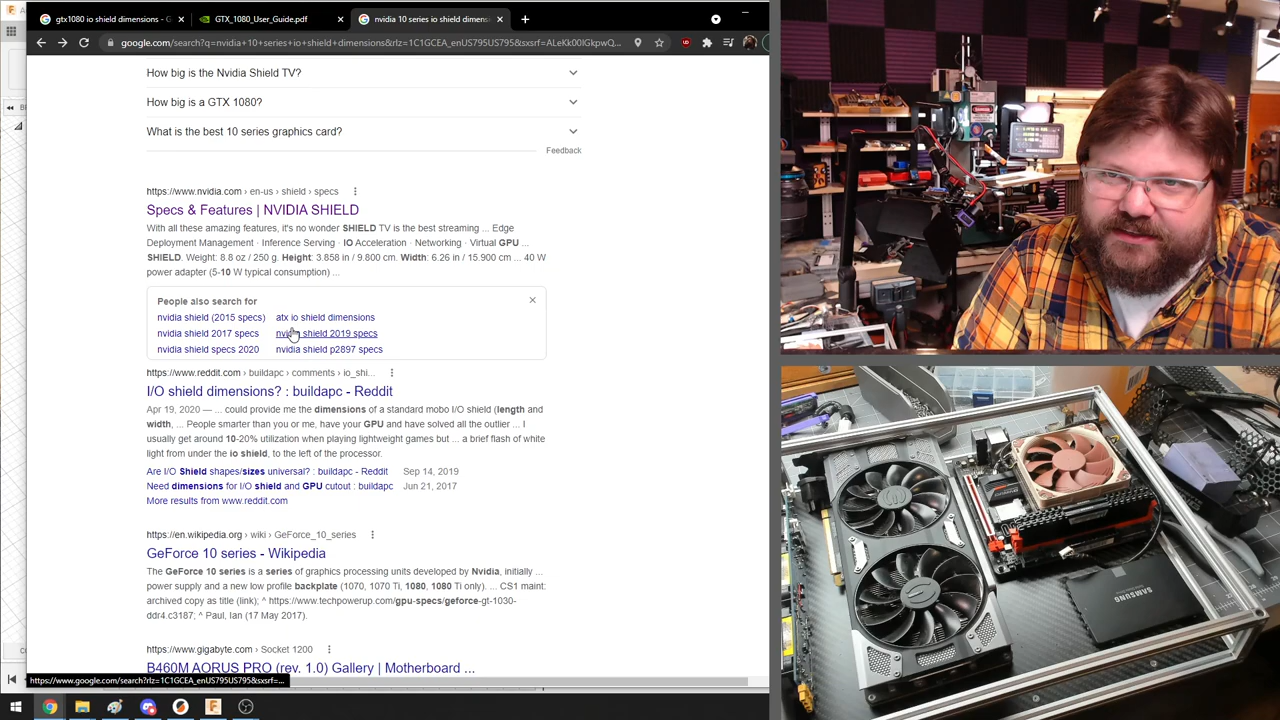 gtx1080 io shield dimensions - G
GTX_1080_User_Guide.pdf
nvidia 10 series io shield dimensi
google.com/search?q=nvidia+10+series+io+shield+dimensions&rlz=1C1GCEA_enUS795US795&sxsrf=ALeKk00IGkpwQ...
How big is the Nvidia Shield TV?
How big is a GTX 1080?
What is the best 10 series graphics card?
Feedback
https://www.nvidia.com › en-us › shield › specs
Specs & Features | NVIDIA SHIELD
With all these amazing features, it's no wonder SHIELD TV is the best streaming ... Edge
Deployment Management · Inference Serving · IO Acceleration · Networking · Virtual GPU ...
SHIELD. Weight: 8.8 oz / 250 g. Height: 3.858 in / 9.800 cm. Width: 6.26 in / 15.900 cm ... 40 W
power adapter (5-10 W typical consumption) ...
People also search for
nvidia shield (2015 specs) atx io shield dimensions
nvidia shield 2017 specs nvidia shield 2019 specs
nvidia shield specs 2020 nvidia shield p2897 specs
https://www.reddit.com › buildapc › comments › io_shi...
I/O shield dimensions? : buildapc - Reddit
Apr 19, 2020 — ... could provide me the dimensions of a standard mobo I/O shield (length and
width, ... People smarter than you or me, have your GPU and have solved all the outlier ... I
usually get around 10-20% utilization when playing lightweight games but ... a brief flash of white
light from under the io shield, to the left of the processor.
Are I/O Shield shapes/sizes universal? : buildapc - Reddit Sep 14, 2019
Need dimensions for I/O shield and GPU cutout : buildapc Jun 21, 2017
More results from www.reddit.com
https://en.wikipedia.org › wiki › GeForce_10_series
GeForce 10 series - Wikipedia
The GeForce 10 series is a series of graphics processing units developed by Nvidia, initially ...
power supply and a new low profile backplate (1070, 1070 Ti, 1080, 1080 Ti only). ... CS1 maint:
archived copy as title (link); ^ https://www.techpowerup.com/gpu-specs/geforce-gt-1030-
ddr4.c3187; ^ Paul, Ian (17 May 2017).
https://www.gigabyte.com › Socket 1200
B460M AORUS PRO (rev. 1.0) Gallery | Motherboard ...
https://www.google.com/search?rlz=1C1GCEA_enUS795US795&sxsrf=...
SAMSUNG